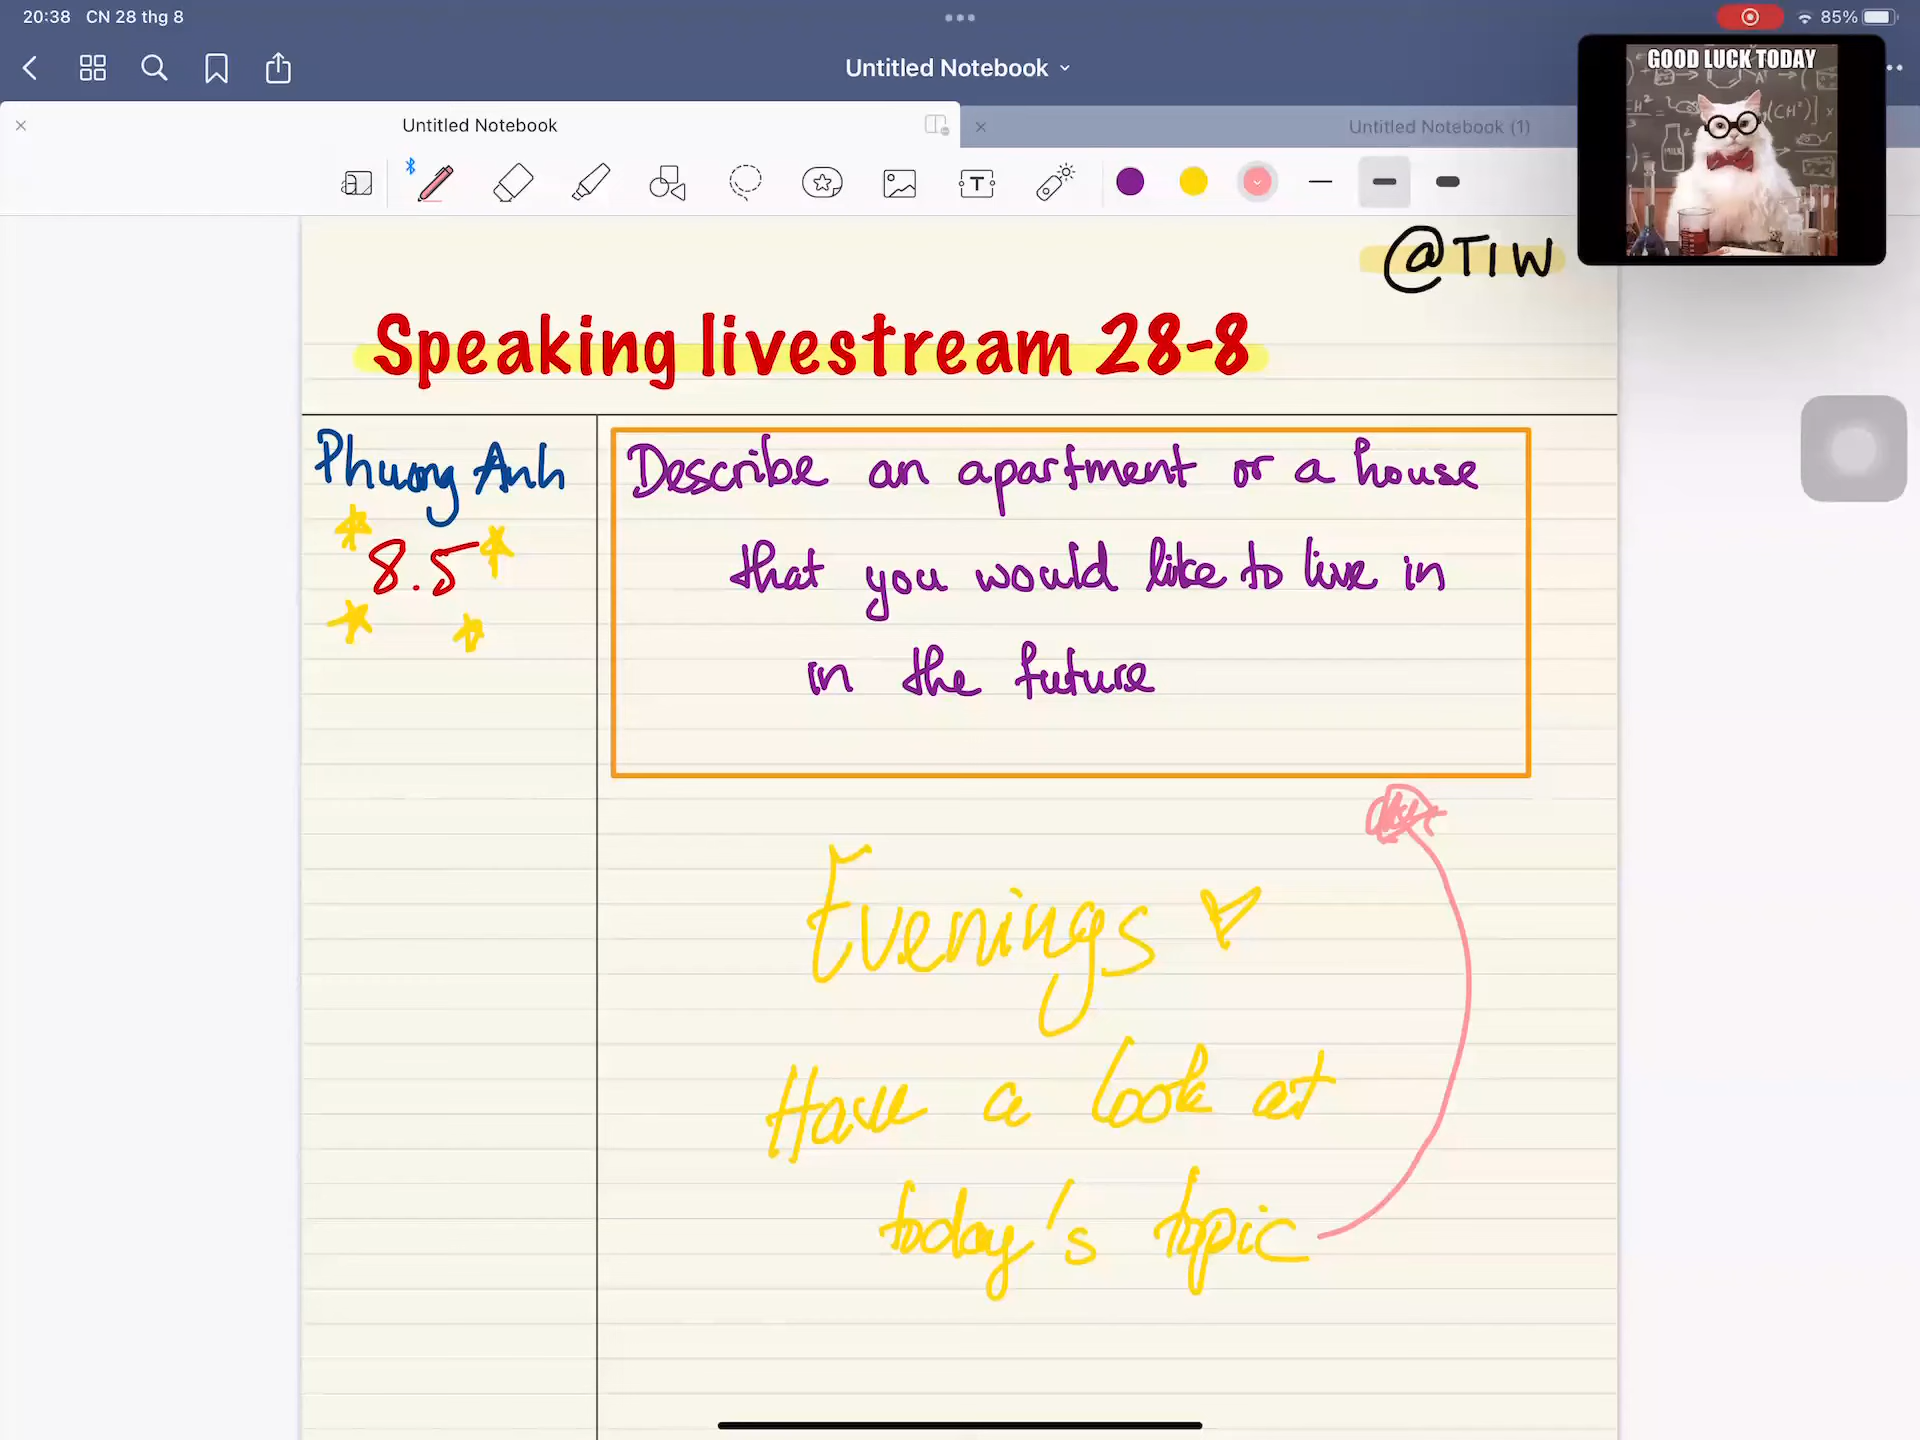 20:38 CN 28 thg 8
85%
Untitled Notebook
GOOD LUCK TODAY
Untitled Notebook
Untitled Notebook (1)
@TIW
Speaking livestream 28-8
Phuong Anh
8.5
Describe an apartment or a house
that you would like to live in
in the future
Evenings
Have a look at
today's topic